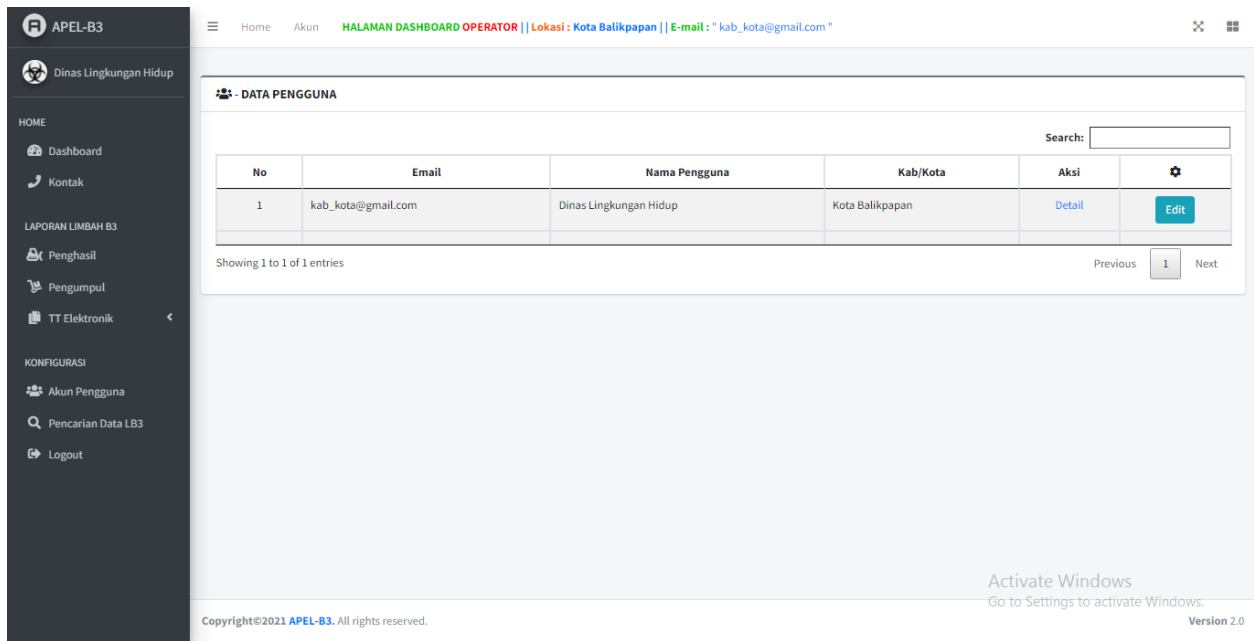 APEL-B3
Home Akun HALAMAN DASHBOARD OPERATOR || Lokasi : Kota Balikpapan || E-mail : " kab_kota@gmail.com "
Dinas Lingkungan Hidup
HOME
Dashboard
Kontak
LAPORAN LIMBAH B3
Penghasil
Pengumpul
TT Elektronik
KONFIGURASI
Akun Pengguna
Pencarian Data LB3
Logout
- DATA PENGGUNA
Search:
No Email Nama Pengguna Kab/Kota Aksi
1 kab_kota@gmail.com Dinas Lingkungan Hidup Kota Balikpapan Detail Edit
Showing 1 to 1 of 1 entries Previous 1 Next
Activate Windows
Go to Settings to activate Windows.
Copyright©2021 APEL-B3. All rights reserved. Version 2.0